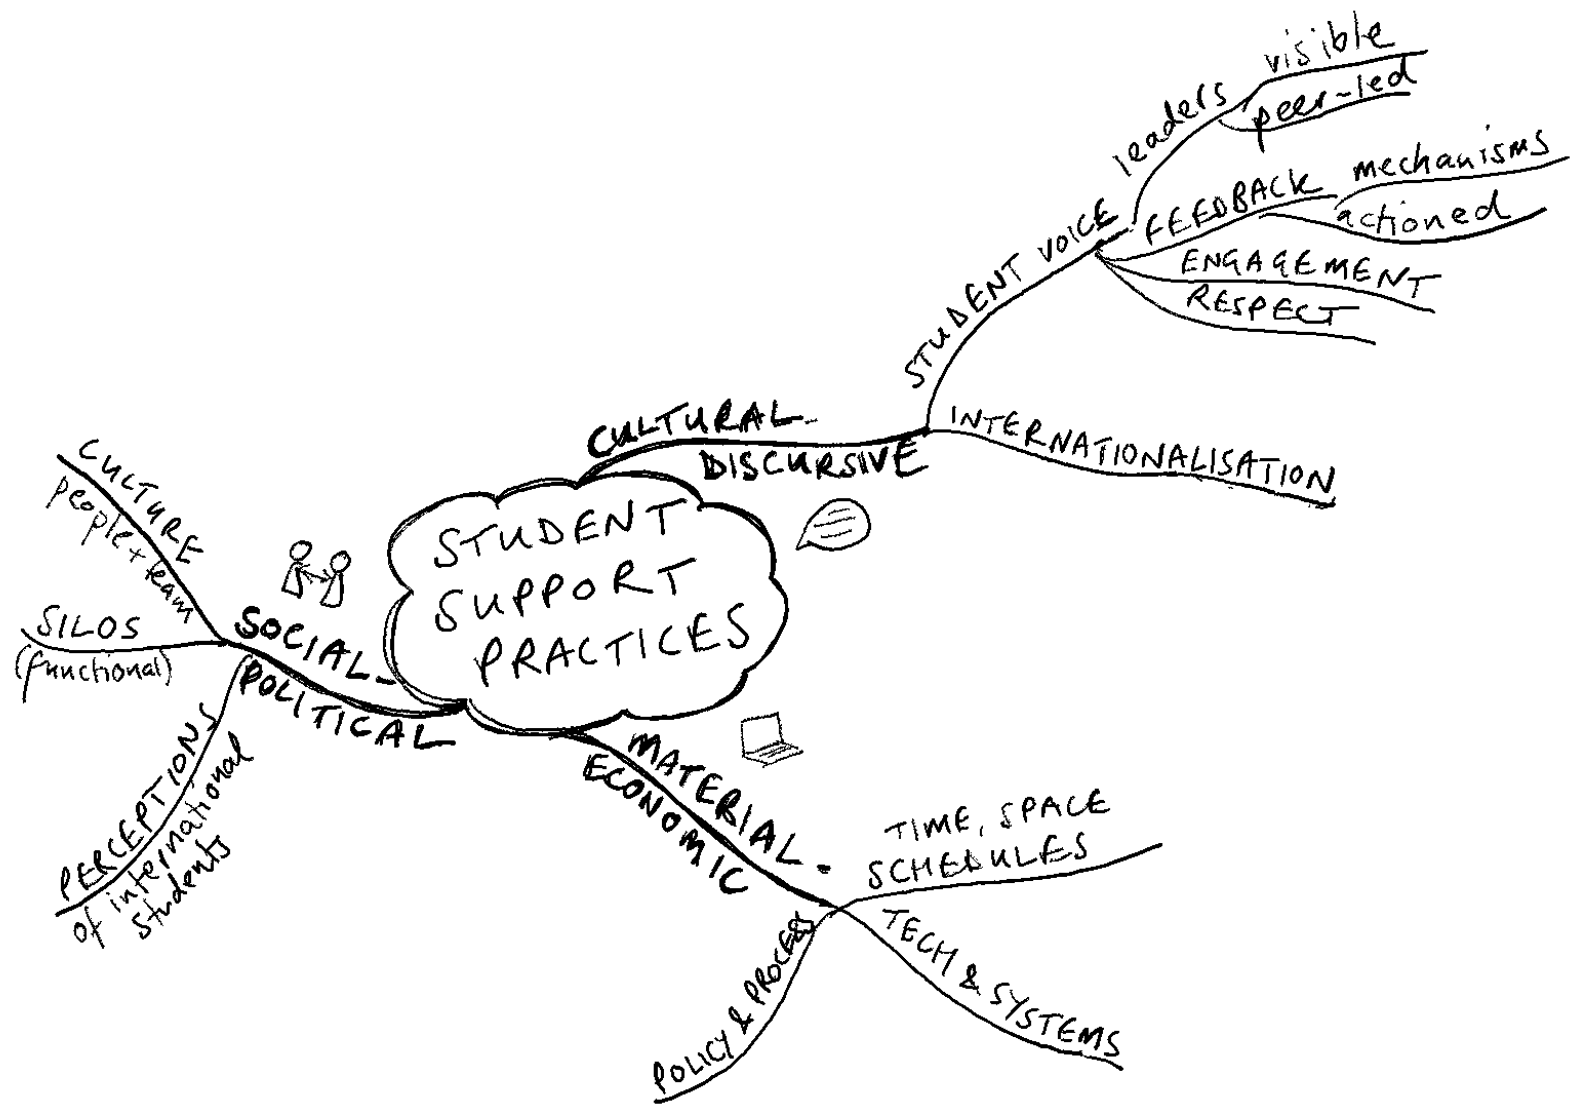 STUDENT
SUPPORT
PRACTICES
CULTURAL-
DISCURSIVE
STUDENT VOICE
leaders
visible
peer-led
FEEDBACK
mechanisms
actioned
ENGAGEMENT
RESPECT
INTERNATIONALISATION
MATERIAL-
ECONOMIC
TIME, SPACE
SCHEDULES
TECH & SYSTEMS
POLICY & PROCESS
SOCIAL-
POLITICAL
CULTURE
people + team
SILOS
(functional)
PERCEPTIONS
of international
students